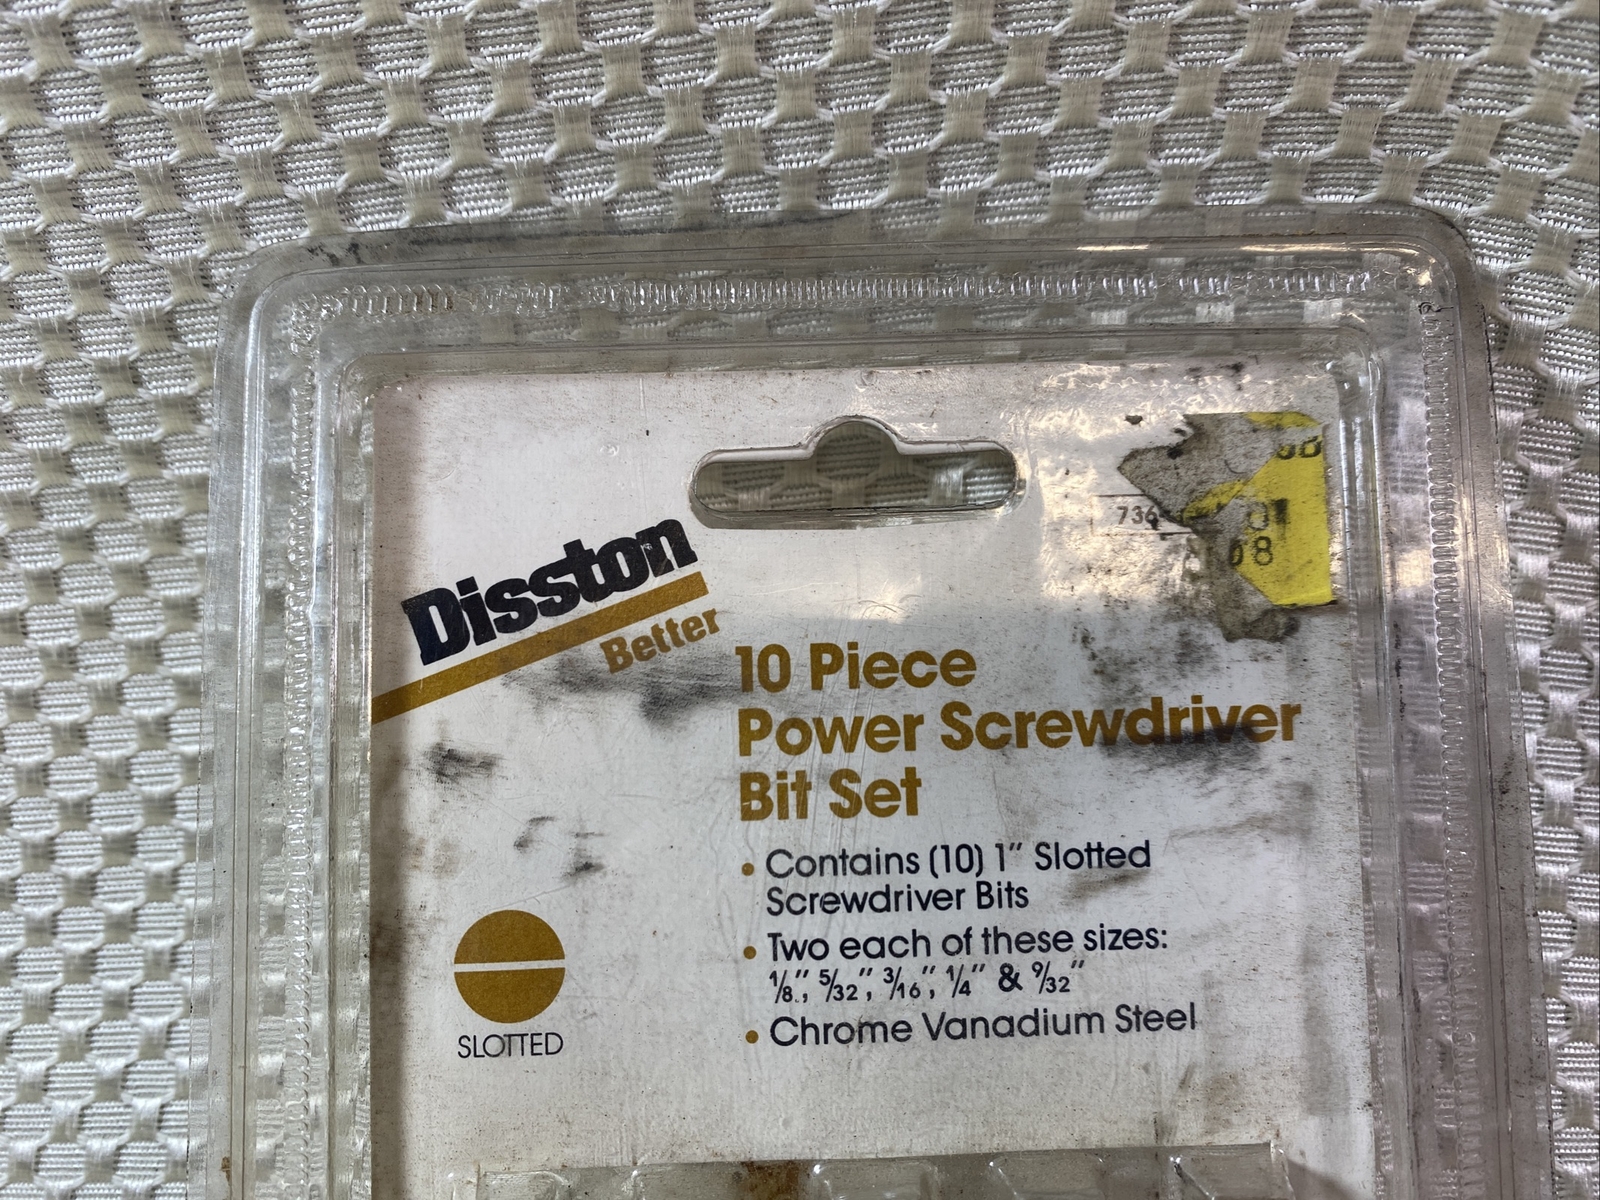 Disston
Better
10 Piece
Power Screwdriver
Bit Set
• Contains (10) 1" Slotted
Screwdriver Bits
• Two each of these sizes:
1/8", 5/32", 3/16", 1/4" & 9/32"
• Chrome Vanadium Steel
SLOTTED